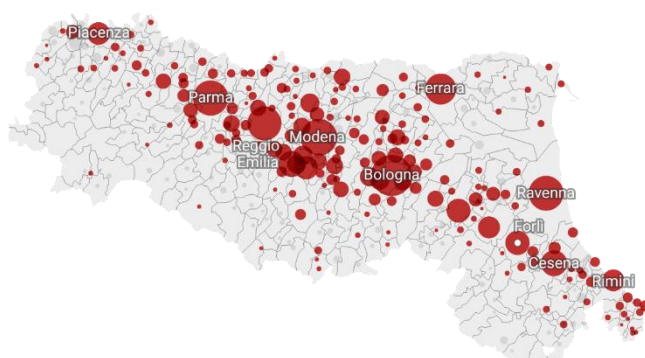 Piacenza
Parma
Ferrara
Reggio
Emilia
Modena
Bologna
Ravenna
Forlì
Cesena
Rimini